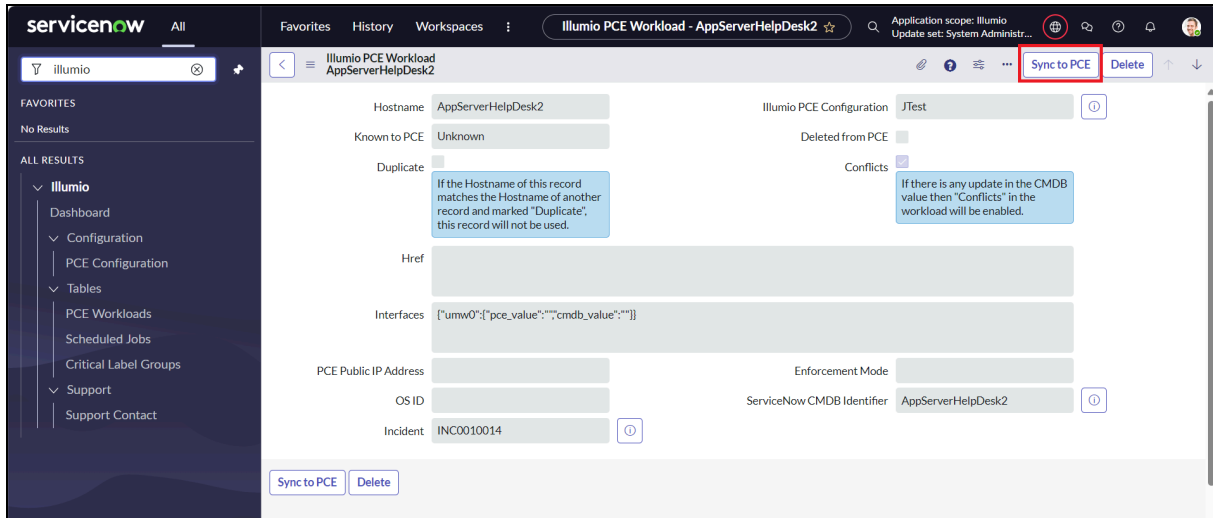 servicenow
All
Favorites
History
Workspaces
Illumio PCE Workload - AppServerHelpDesk2
Application scope: Illumio
Update set: System Administr...
illumio
Illumio PCE Workload
AppServerHelpDesk2
Sync to PCE
Delete
FAVORITES
No Results
ALL RESULTS
Illumio
Dashboard
Configuration
PCE Configuration
Tables
PCE Workloads
Scheduled Jobs
Critical Label Groups
Support
Support Contact
Hostname AppServerHelpDesk2
Illumio PCE Configuration JTest
Known to PCE Unknown
Deleted from PCE
Duplicate
If the Hostname of this record
matches the Hostname of another
record and marked "Duplicate",
this record will not be used.
Conflicts
If there is any update in the CMDB
value then "Conflicts" in the
workload will be enabled.
Href
Interfaces {"umw0":{"pce_value":"","cmdb_value":""}}
PCE Public IP Address
Enforcement Mode
OS ID
ServiceNow CMDB Identifier AppServerHelpDesk2
Incident INC0010014
Sync to PCE
Delete